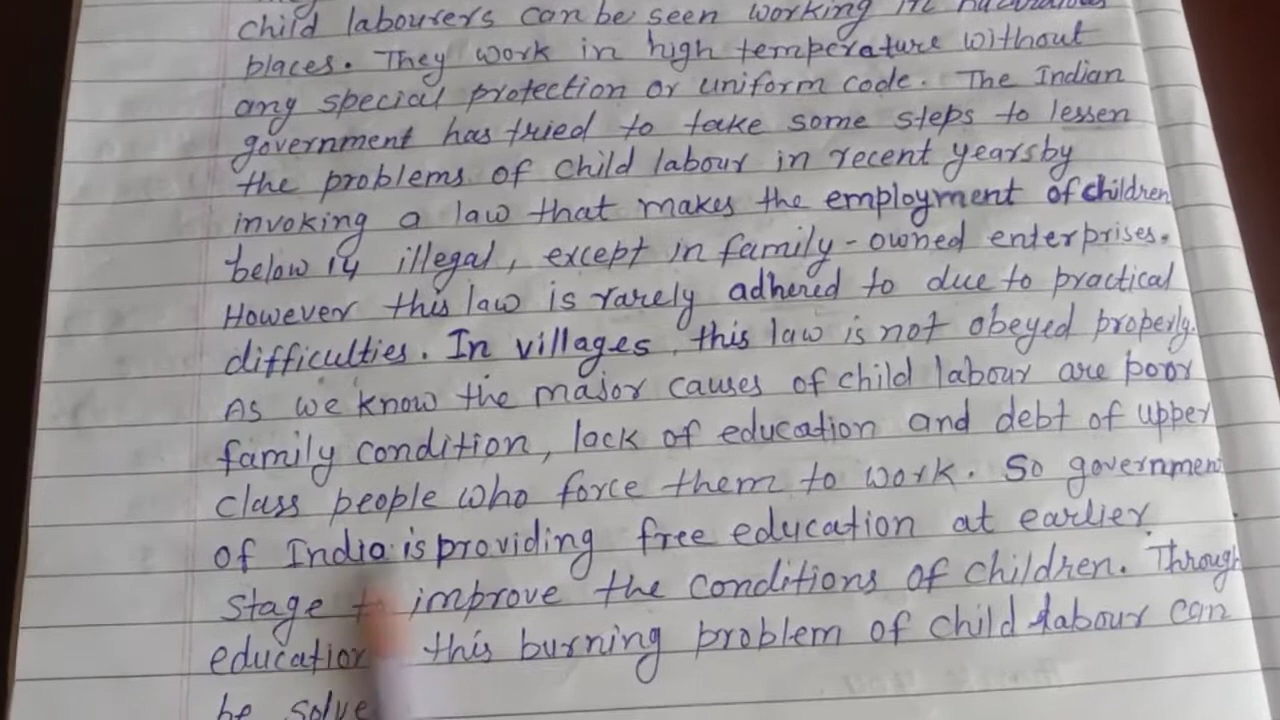 child labourers can be seen working in
places. They work in high temperature without
any special protection or uniform code. The Indian
government has tried to take some steps to lessen
the problems of child labour in recent years by
invoking a law that makes the employment of children
below 14 illegal, except in family-owned enterprises.
However this law is rarely adhered to due to practical
difficulties. In villages, this law is not obeyed properly.
As we know the major causes of child labour are poor
family condition, lack of education and debt of upper
class people who force them to work. So governmen
of India is providing free education at earlier
stage to improve the conditions of children. Through
education this burning problem of child labour can
be solve